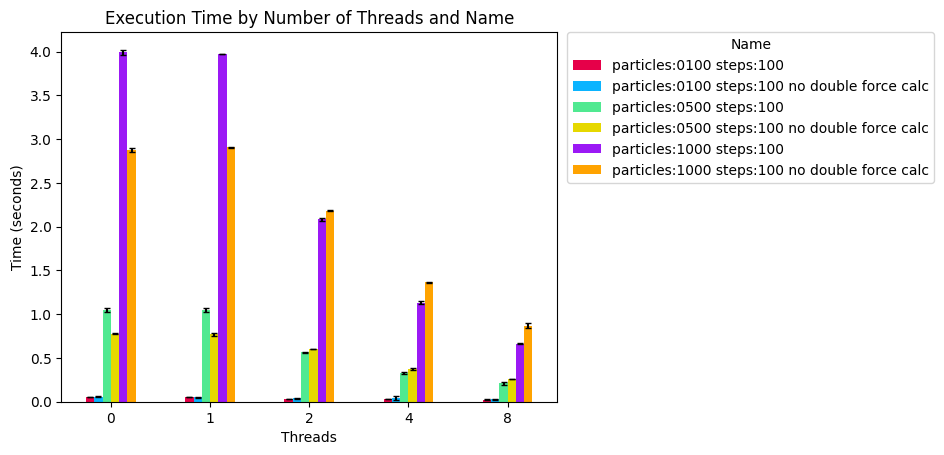 Execution Time by Number of Threads and Name
Time (seconds)
4.0
3.5
3.0
2.5
2.0
1.5
1.0
0.5
0.0
0
1
2
4
8
Threads
Name
particles:0100 steps:100
particles:0100 steps:100 no double force calc
particles:0500 steps:100
particles:0500 steps:100 no double force calc
particles:1000 steps:100
particles:1000 steps:100 no double force calc